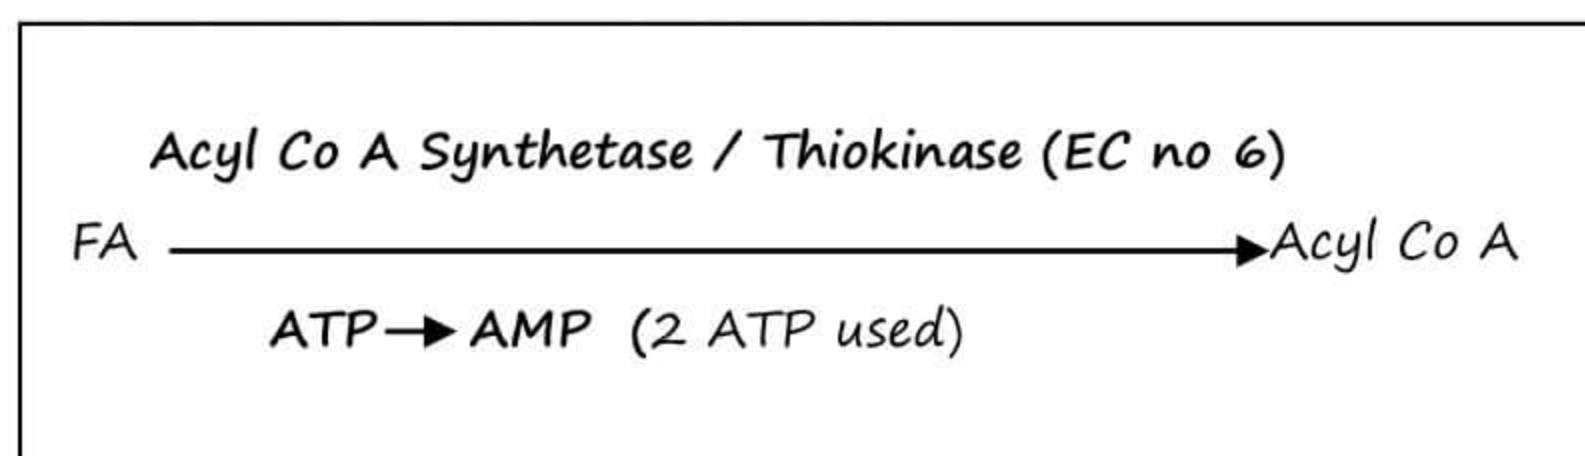 Acyl Co A Synthetase / Thiokinase (EC no 6)
FA → Acyl Co A
ATP → AMP (2 ATP used)